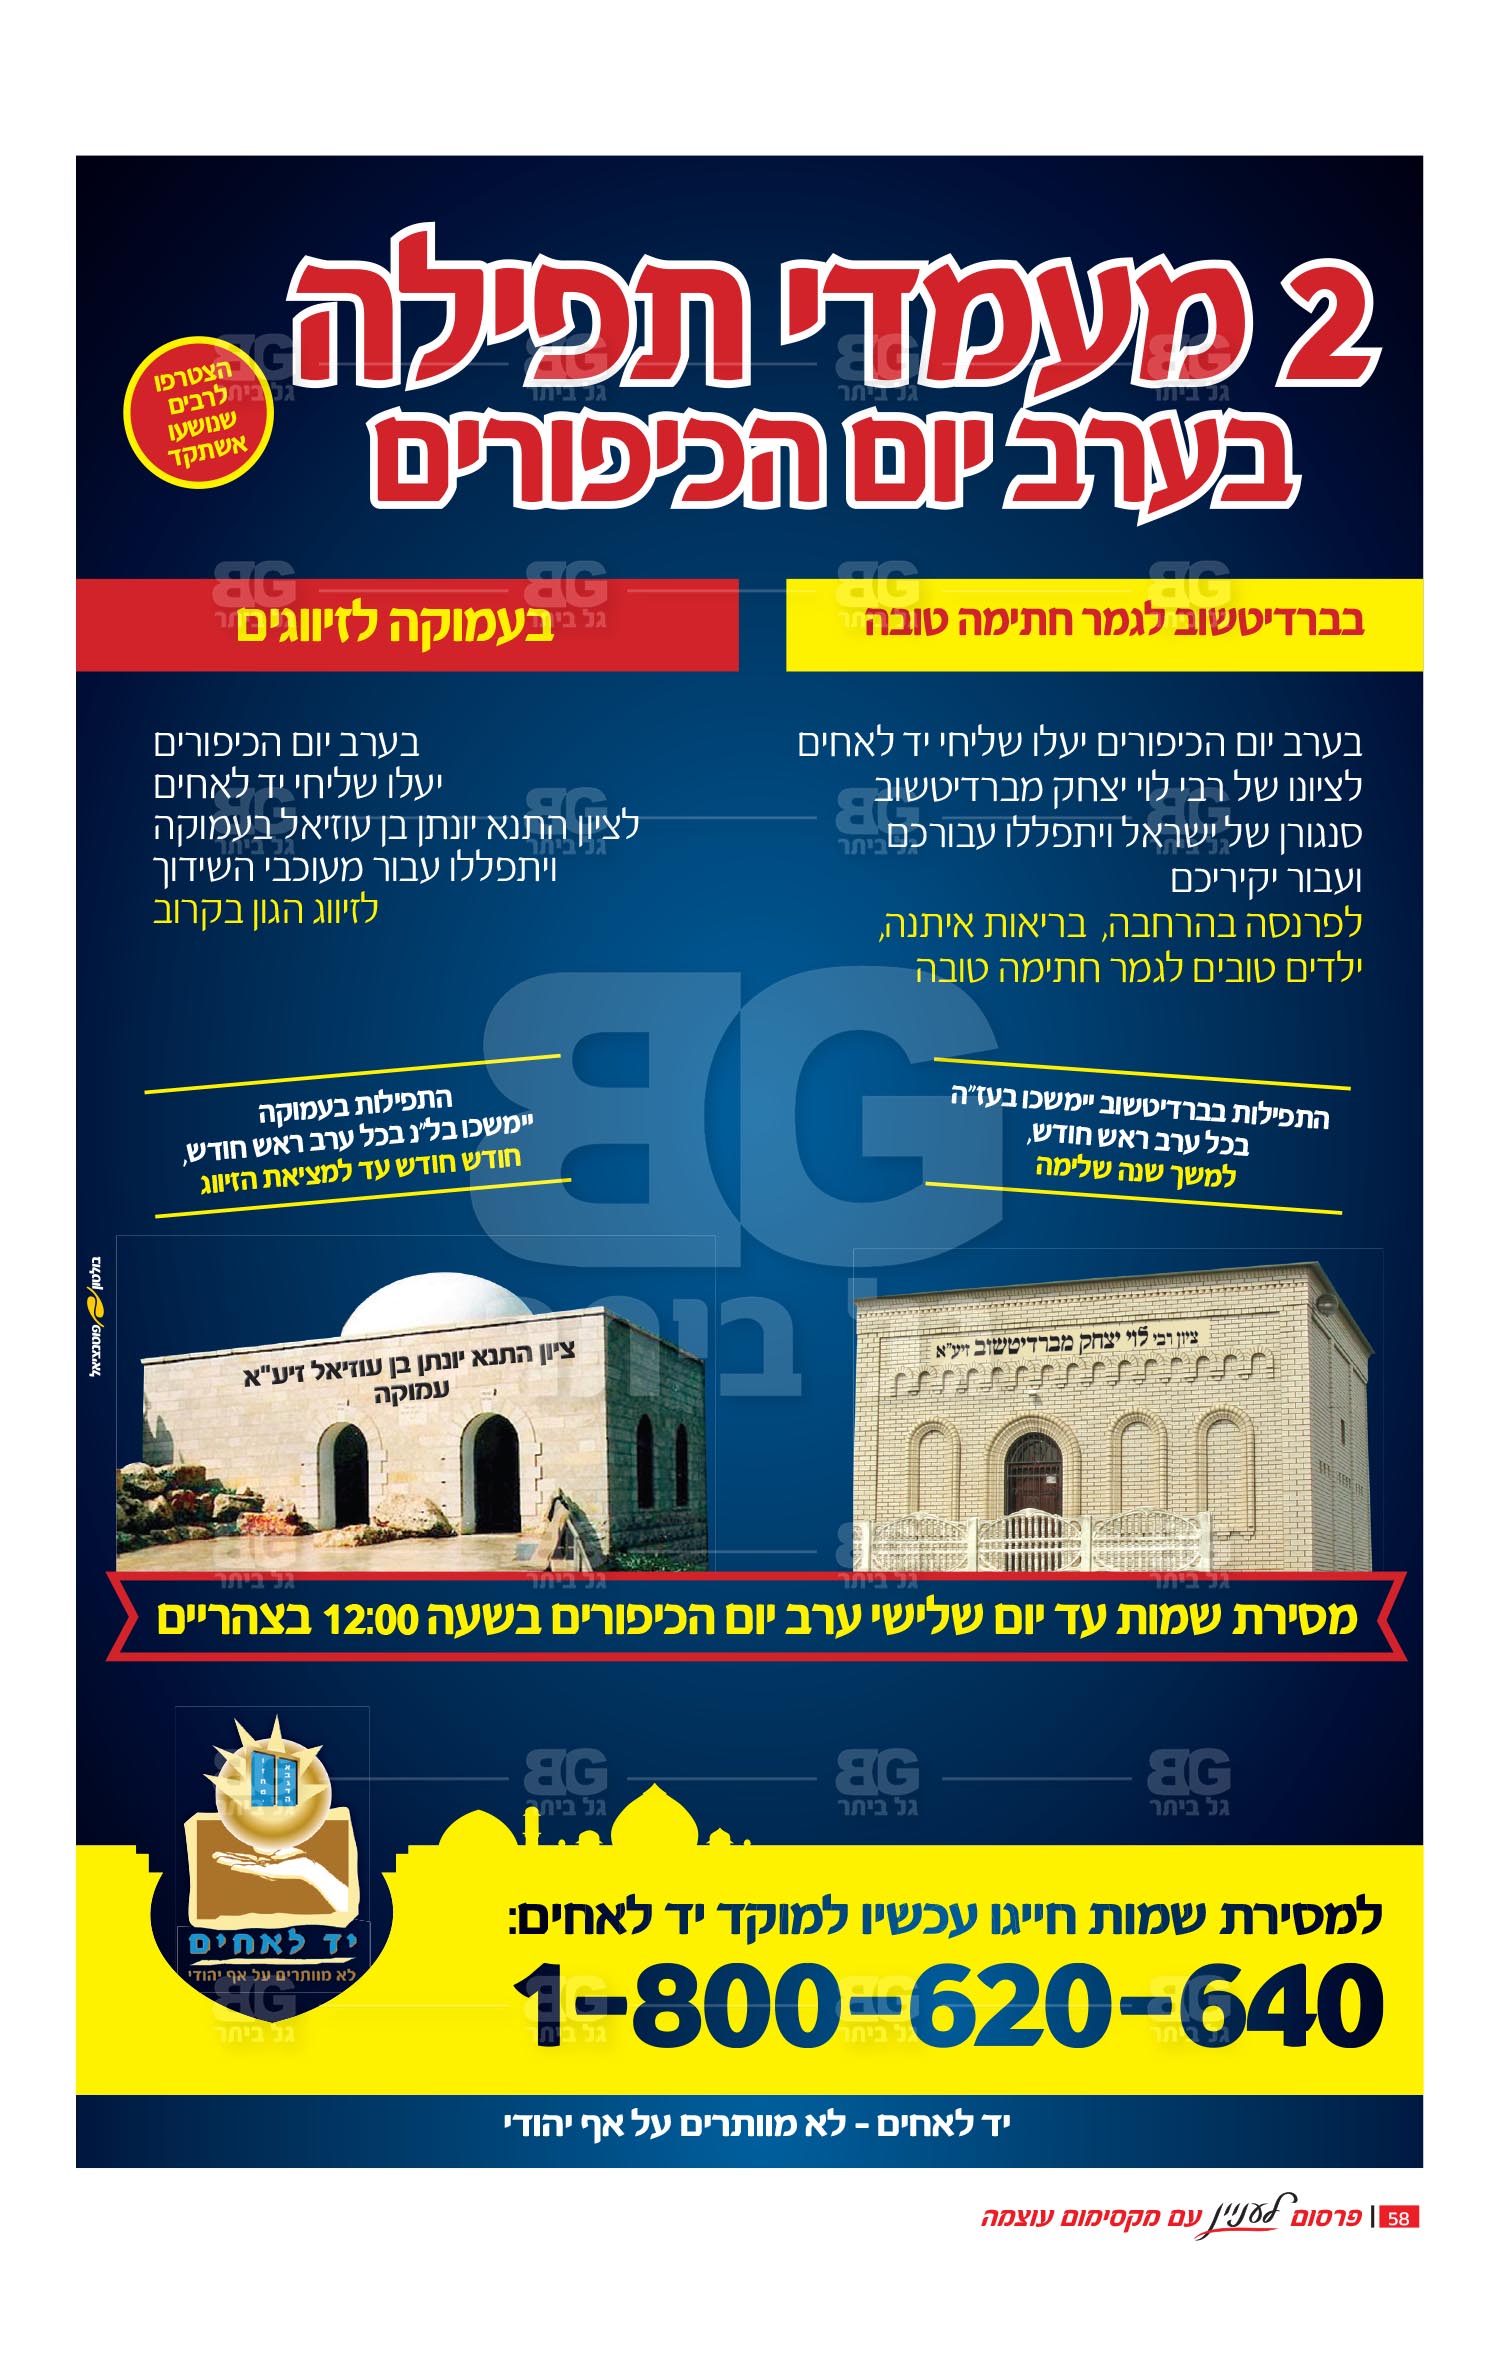 2 מעמדי תפילה
בערב יום הכיפורים
הצטרפו
לרבים
שנושעו
אשתקד
בברדיטשוב לגמר חתימה טובה
בערב יום הכיפורים יעלו שליחי יד לאחים
לציונו של רבי לוי יצחק מברדיטשוב
סנגורן של ישראל ויתפללו עבורכם
ועבור יקיריכם
לפרנסה בהרחבה, בריאות איתנה,
ילדים טובים לגמר חתימה טובה
בעמוקה לזיווגים
בערב יום הכיפורים
יעלו שליחי יד לאחים
לציון התנא יונתן בן עוזיאל בעמוקה
ויתפללו עבור מעוכבי השידוך
לזיווג הגון בקרוב
התפילות בברדיטשוב יימשכו בעז״ה
בכל ערב ראש חודש,
למשך שנה שלימה
התפילות בעמוקה
יימשכו בל״נ בכל ערב ראש חודש,
חודש חודש עד למציאת הזיווג
ציון רבי לוי יצחק מברדיטשוב זיע״א
ציון התנא יונתן בן עוזיאל זיע"א
עמוקה
בולטון פוטנציאל
מסירת שמות עד יום שלישי ערב יום הכיפורים בשעה 12:00 בצהריים
למסירת שמות חייגו עכשיו למוקד יד לאחים:
1-800-620-640
יד לאחים
לא מוותרים על אף יהודי
יד לאחים - לא מוותרים על אף יהודי
58 | פרסום לעניין עם מקסימום עוצמה
BG
גל ביתר